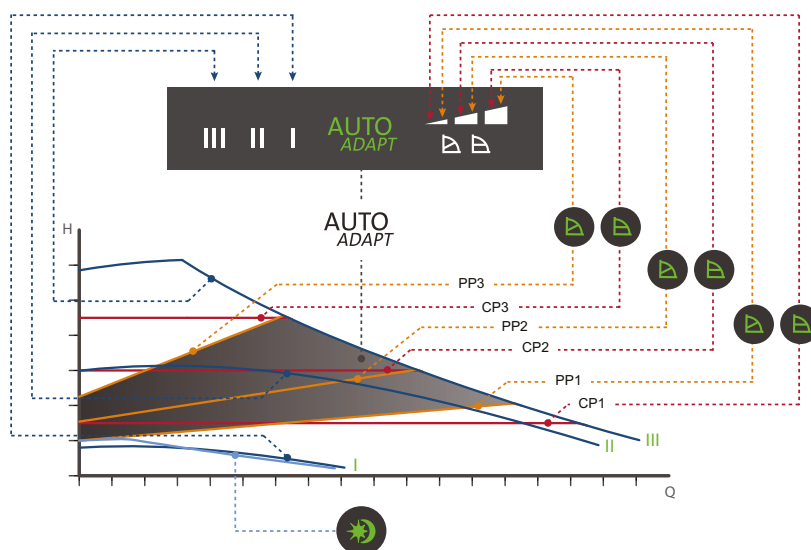 III II I AUTO
ADAPT
AUTO
ADAPT
H
PP3
CP3
PP2
CP2
PP1
CP1
III
II
I
Q